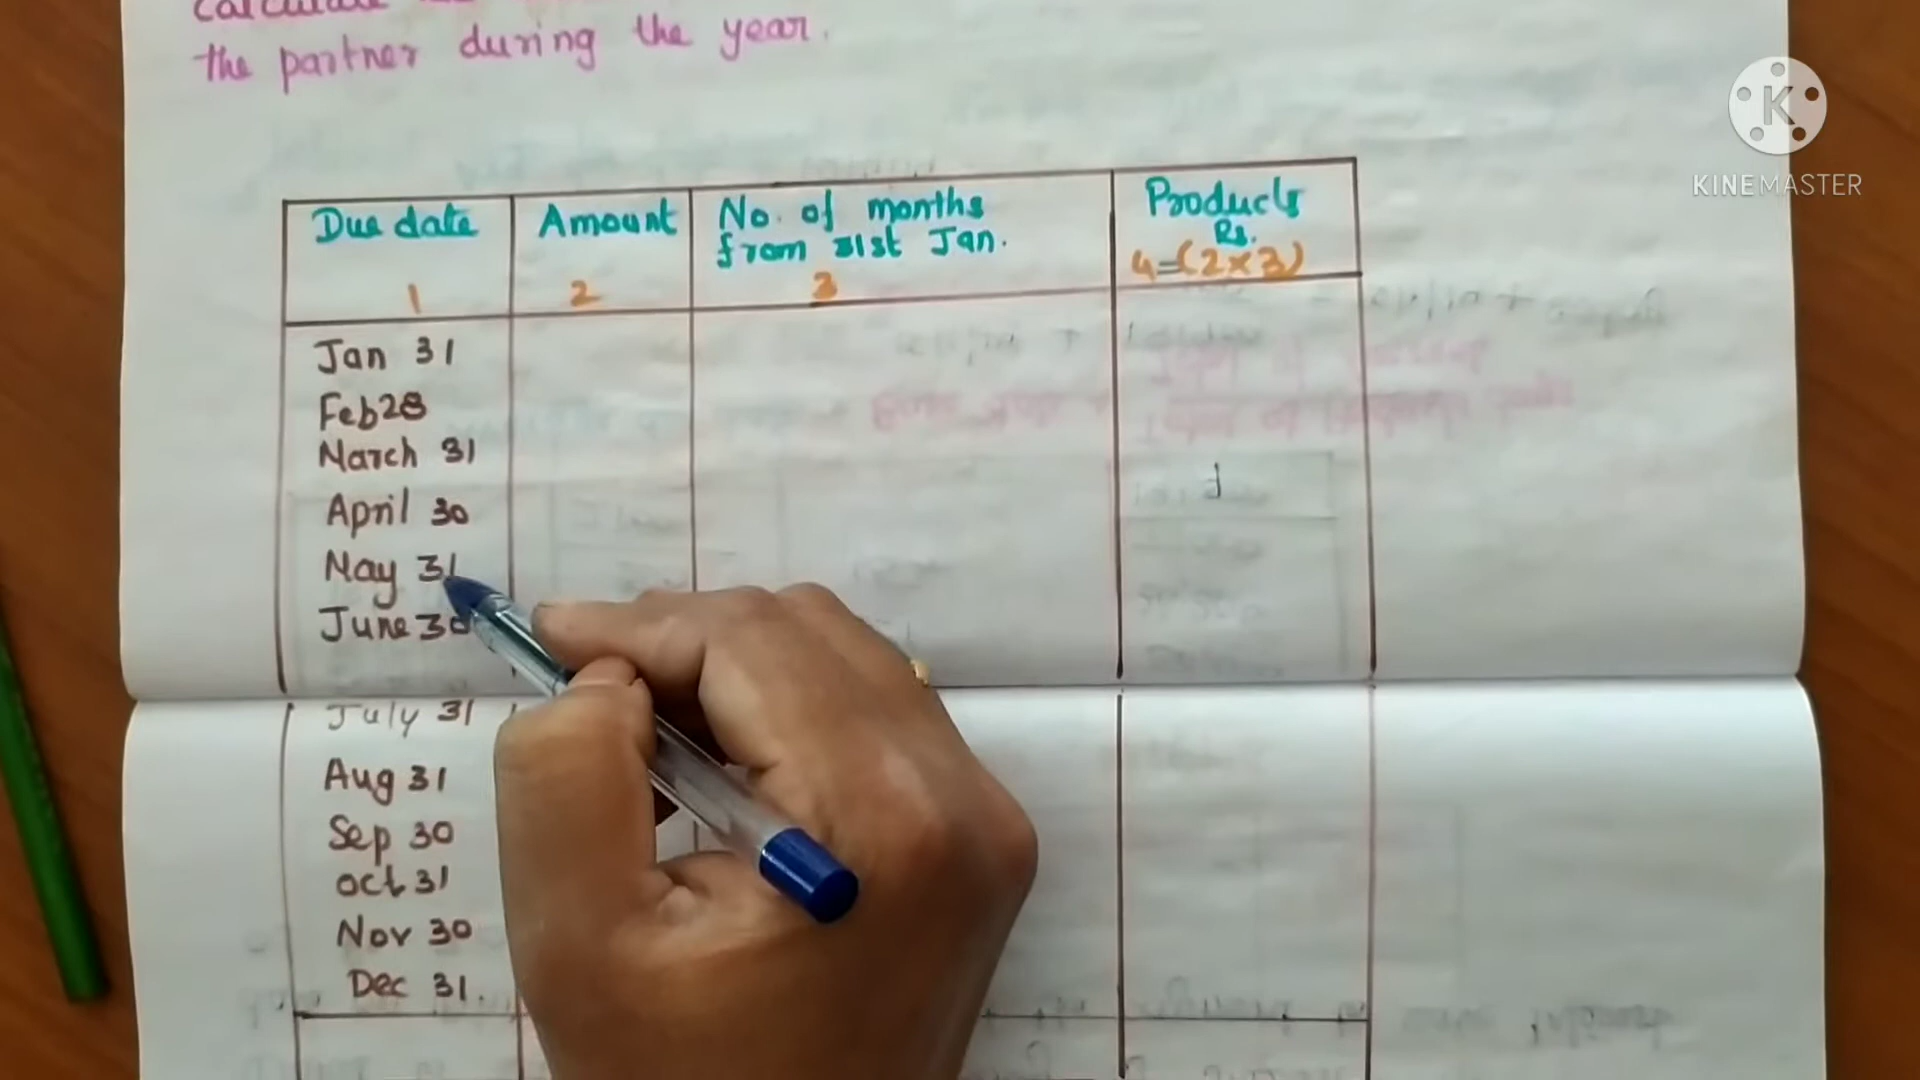 calculate
the partner during the year.
K
KINEMASTER
Due date
Amount
No. of months
from 31st Jan.
Products
Rs.
1
2
3
4=(2×3)
Jan 31
Feb28
March 31
April 30
May 31
June 30
July 31
Aug 31
Sep 30
Oct 31
Nov 30
Dec 31.